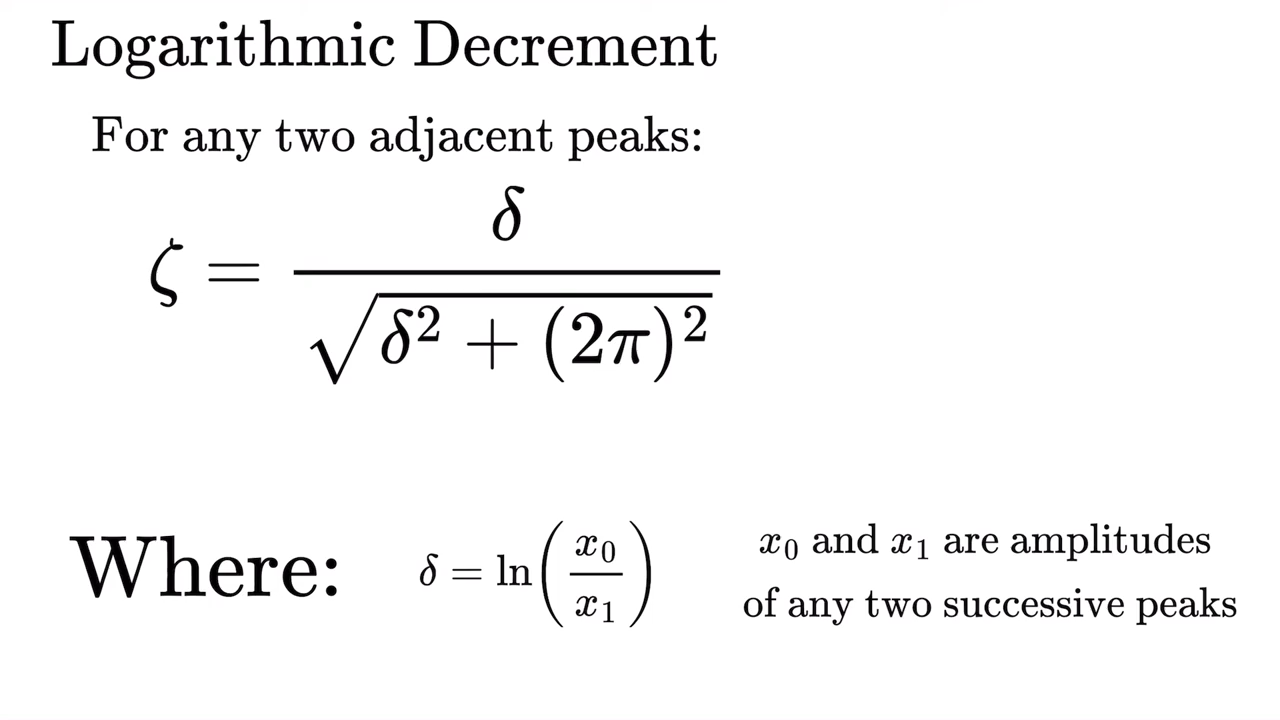 Logarithmic Decrement
For any two adjacent peaks:
ζ = δ / √(δ² + (2π)²)
Where: δ = ln(x₀/x₁) x₀ and x₁ are amplitudes
of any two successive peaks